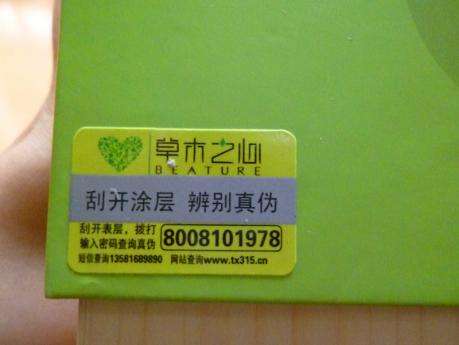 草木之心
BEATURE
刮开涂层 辨别真伪
刮开表层，拨打
输入密码查询真伪
8008101978
短信查询13581689890 网站查询www.tx315.cn